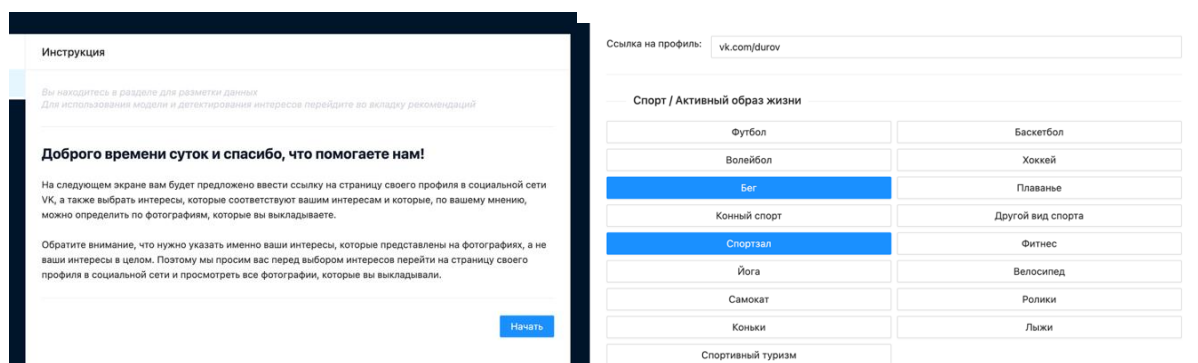 Инструкция
Вы находитесь в разделе для разметки данных
Для использования модели и детектирования интересов перейдите во вкладку рекомендаций
Доброго времени суток и спасибо, что помогаете нам!
На следующем экране вам будет предложено ввести ссылку на страницу своего профиля в социальной сети
VK, а также выбрать интересы, которые соответствуют вашим интересам и которые, по вашему мнению,
можно определить по фотографиям, которые вы выкладываете.
Обратите внимание, что нужно указать именно ваши интересы, которые представлены на фотографиях, а не
ваши интересы в целом. Поэтому мы просим вас перед выбором интересов перейти на страницу своего
профиля в социальной сети и просмотреть все фотографии, которые вы выкладывали.
Начать
Ссылка на профиль: vk.com/durov
Спорт / Активный образ жизни
Футбол Баскетбол
Волейбол Хоккей
Бег Плаванье
Конный спорт Другой вид спорта
Спортзал Фитнес
Йога Велосипед
Самокат Ролики
Коньки Лыжи
Спортивный туризм